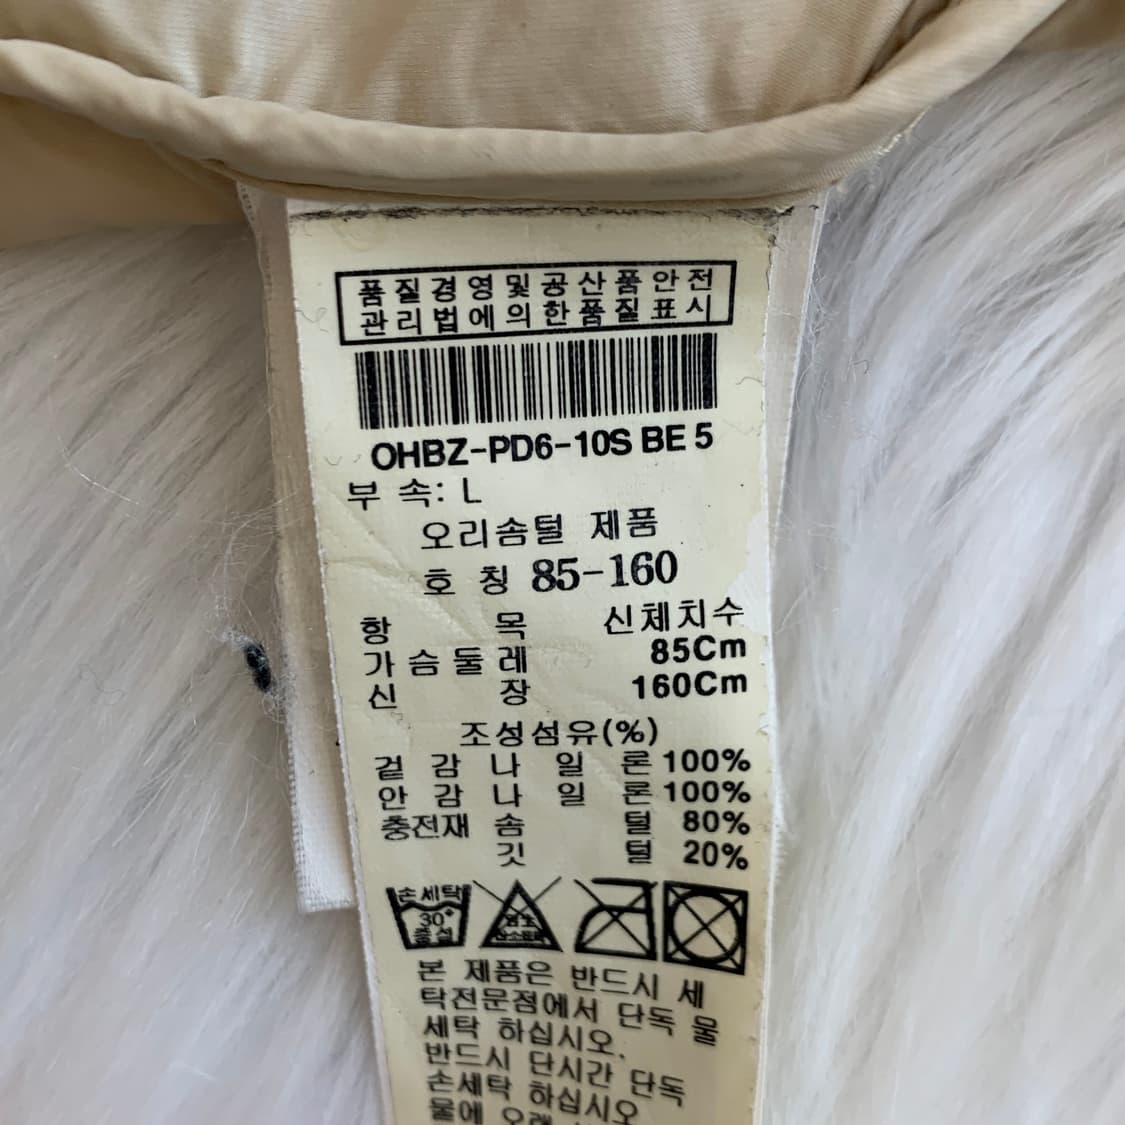 품질경영및공산품안전
관리법에의한품질표시
OHBZ-PD6-10S BE 5
부 속: L
오리솜털 제품
호 칭 85-160
항 목 신체치수
가슴둘레 85Cm
신 장 160Cm
조성섬유(%)
겉 감 나 일 론 100%
안 감 나 일 론 100%
충전재 솜 털 80%
깃 털 20%
손세탁
30°
중성
본 제품은 반드시 세
탁전문점에서 단독 물
세탁 하십시오.
반드시 단시간 단독
손세탁 하십시오
물에